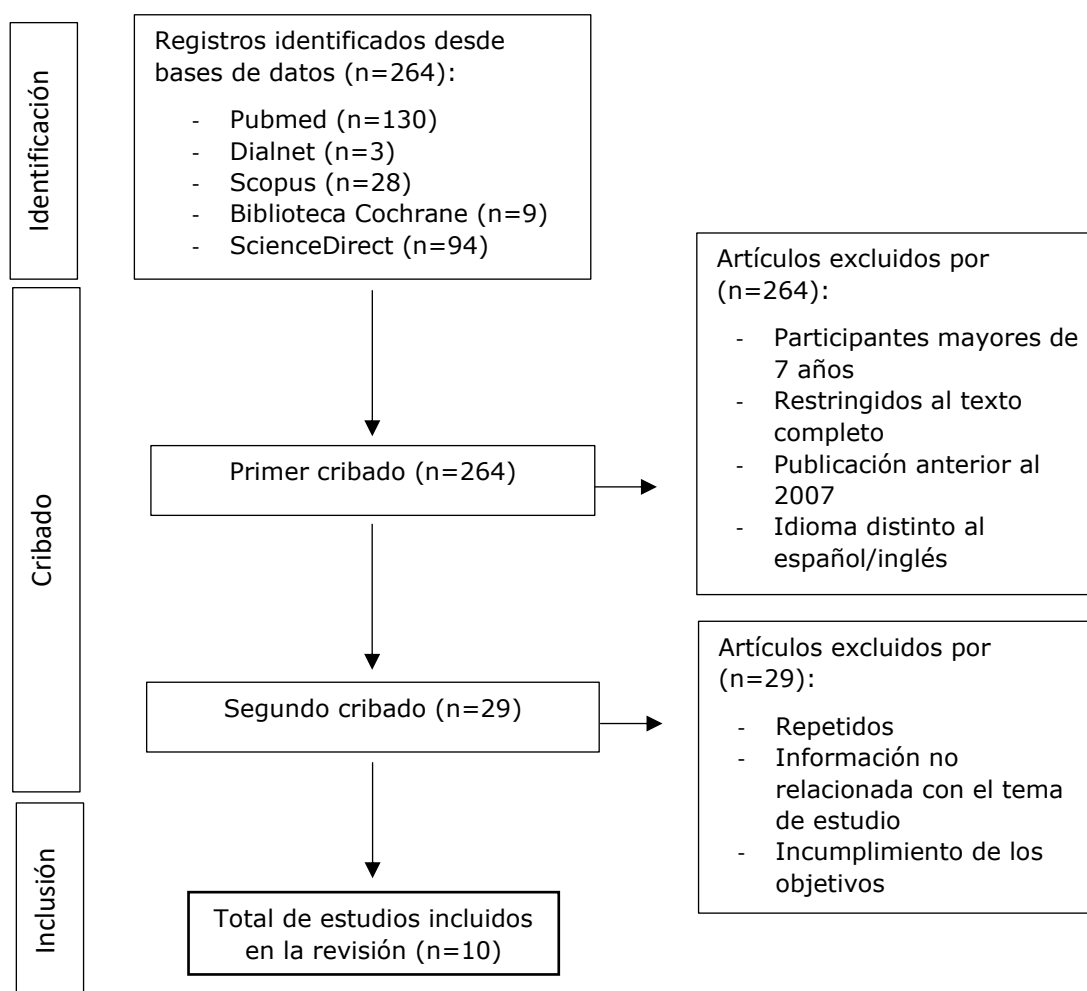 Identificación
Registros identificados desde
bases de datos (n=264):
- Pubmed (n=130)
- Dialnet (n=3)
- Scopus (n=28)
- Biblioteca Cochrane (n=9)
- ScienceDirect (n=94)
Cribado
Primer cribado (n=264)
Artículos excluidos por
(n=264):
- Participantes mayores de
7 años
- Restringidos al texto
completo
- Publicación anterior al
2007
- Idioma distinto al
español/inglés
Segundo cribado (n=29)
Artículos excluidos por
(n=29):
- Repetidos
- Información no
relacionada con el tema
de estudio
- Incumplimiento de los
objetivos
Inclusión
Total de estudios incluidos
en la revisión (n=10)